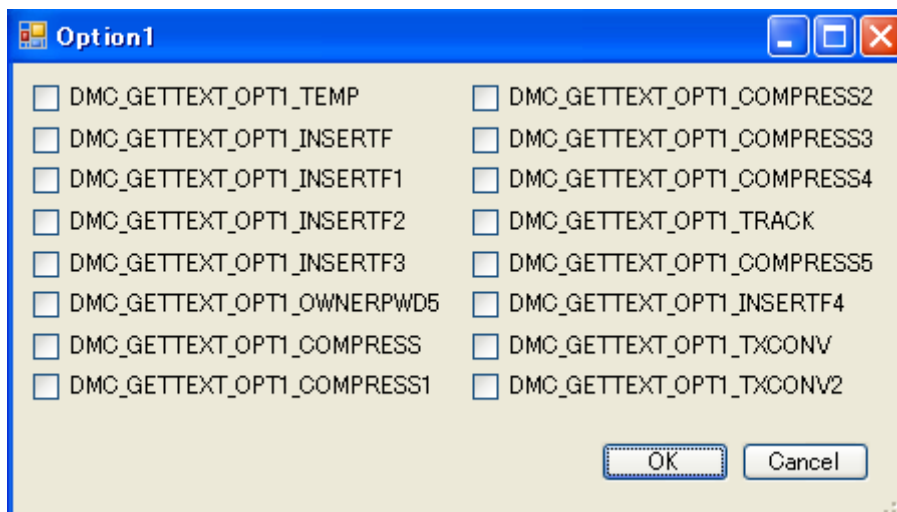 Option1
DMC_GETTEXT_OPT1_TEMP
DMC_GETTEXT_OPT1_INSERTF
DMC_GETTEXT_OPT1_INSERTF1
DMC_GETTEXT_OPT1_INSERTF2
DMC_GETTEXT_OPT1_INSERTF3
DMC_GETTEXT_OPT1_OWNERPWD5
DMC_GETTEXT_OPT1_COMPRESS
DMC_GETTEXT_OPT1_COMPRESS1
DMC_GETTEXT_OPT1_COMPRESS2
DMC_GETTEXT_OPT1_COMPRESS3
DMC_GETTEXT_OPT1_COMPRESS4
DMC_GETTEXT_OPT1_TRACK
DMC_GETTEXT_OPT1_COMPRESS5
DMC_GETTEXT_OPT1_INSERTF4
DMC_GETTEXT_OPT1_TXCONV
DMC_GETTEXT_OPT1_TXCONV2
OK
Cancel